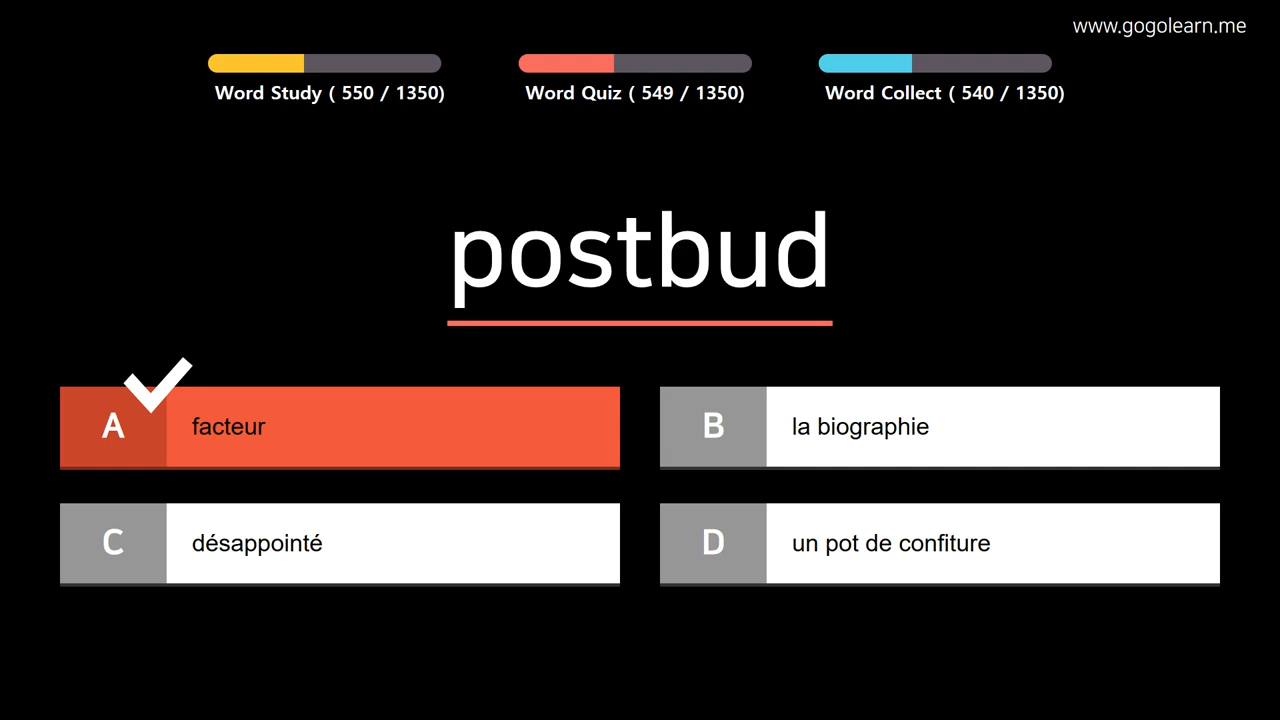 www.gogolearn.me
Word Study ( 550 / 1350)
Word Quiz ( 549 / 1350)
Word Collect ( 540 / 1350)
postbud
A facteur
B la biographie
C désappointé
D un pot de confiture